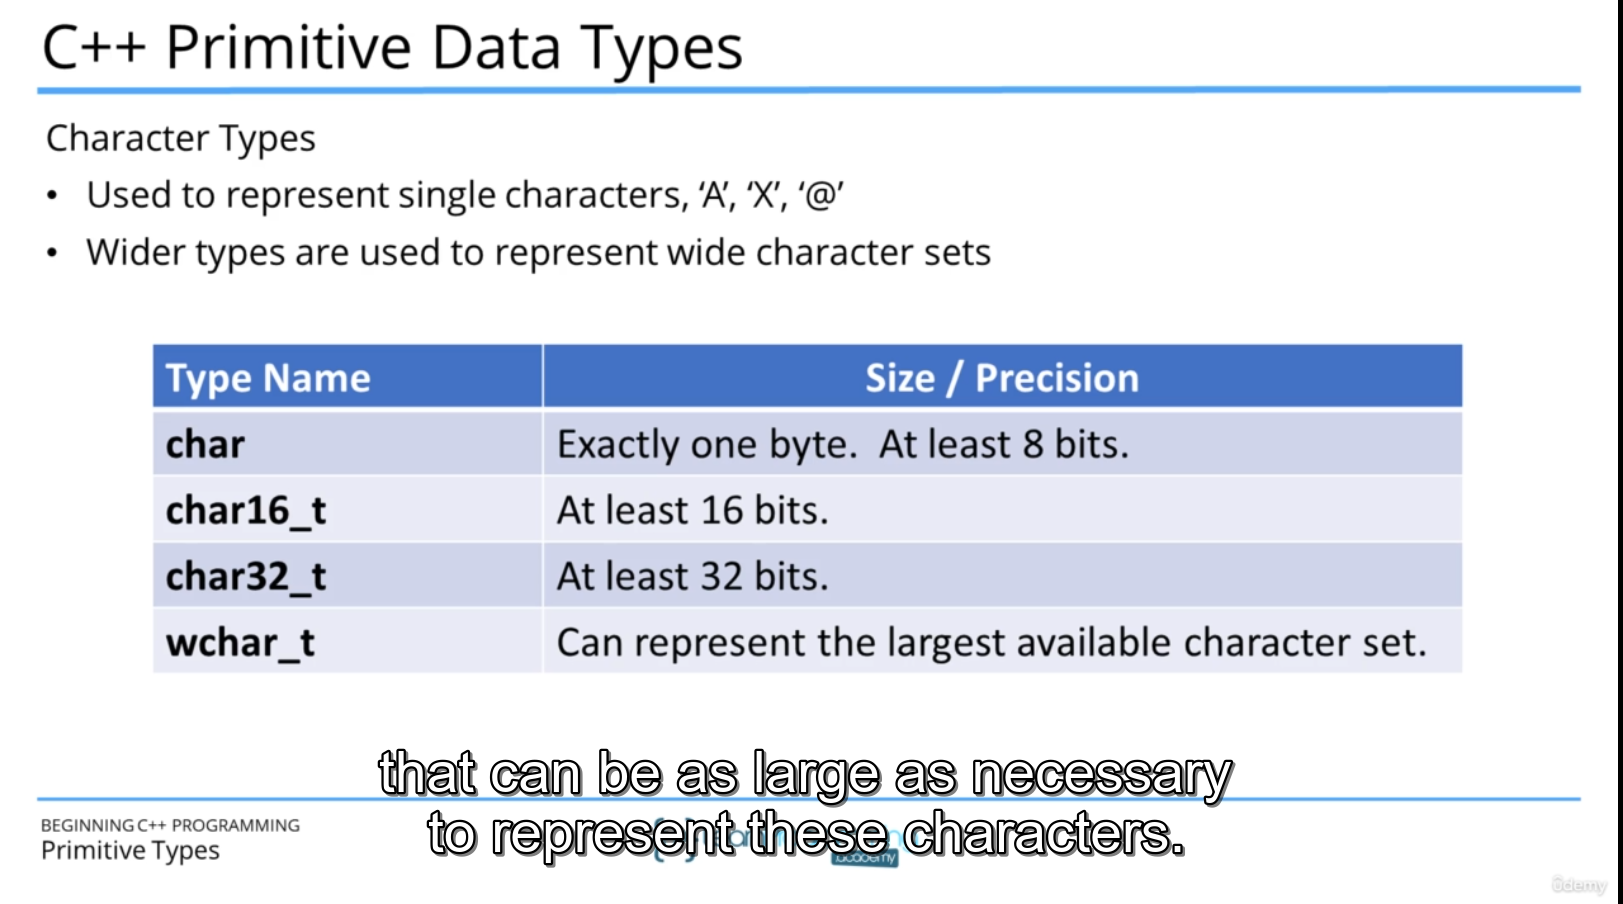 C++ Primitive Data Types
Character Types
• Used to represent single characters, ‘A’, ‘X’, ‘@’
• Wider types are used to represent wide character sets
Type Name Size / Precision
char Exactly one byte. At least 8 bits.
char16_t At least 16 bits.
char32_t At least 32 bits.
wchar_t Can represent the largest available character set.
that can be as large as necessary
to represent these characters.
BEGINNING C++ PROGRAMMING
Primitive Types
academy
ûdemy